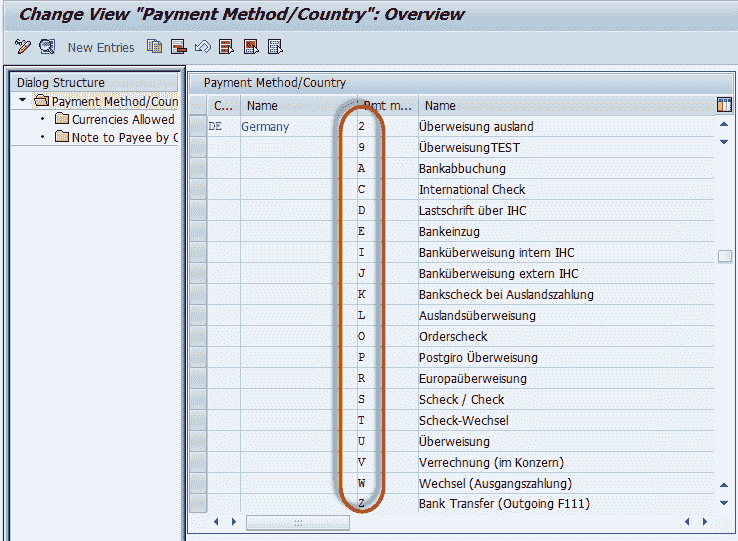 Change View "Payment Method/Country": Overview
New Entries
Dialog Structure
Payment Method/Coun
Currencies Allowed
Note to Payee by C
Payment Method/Country
C... Name Pmt m... Name
DE Germany 2 Überweisung ausland
9 ÜberweisungTEST
A Bankabbuchung
C International Check
D Lastschrift über IHC
E Bankeinzug
I Banküberweisung intern IHC
J Banküberweisung extern IHC
K Bankscheck bei Auslandszahlung
L Auslandsüberweisung
O Orderscheck
P Postgiro Überweisung
R Europaüberweisung
S Scheck / Check
T Scheck-Wechsel
U Überweisung
V Verrechnung (im Konzern)
W Wechsel (Ausgangszahlung)
Z Bank Transfer (Outgoing F111)